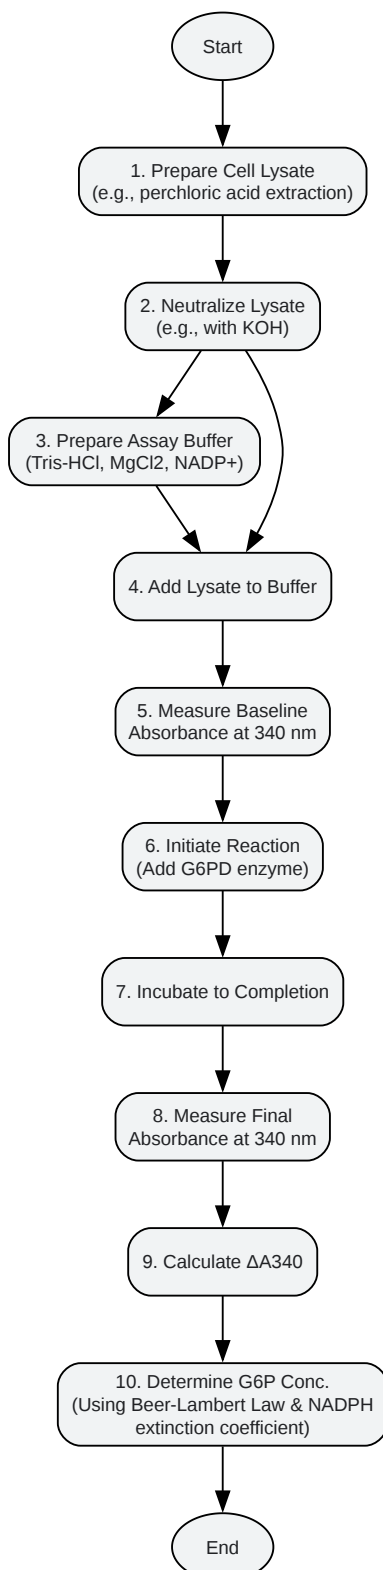 Start
1. Prepare Cell Lysate
(e.g., perchloric acid extraction)
2. Neutralize Lysate
(e.g., with KOH)
3. Prepare Assay Buffer
(Tris-HCl, MgCl2, NADP+)
4. Add Lysate to Buffer
5. Measure Baseline
Absorbance at 340 nm
6. Initiate Reaction
(Add G6PD enzyme)
7. Incubate to Completion
8. Measure Final
Absorbance at 340 nm
9. Calculate ΔA340
10. Determine G6P Conc.
(Using Beer-Lambert Law & NADPH
extinction coefficient)
End